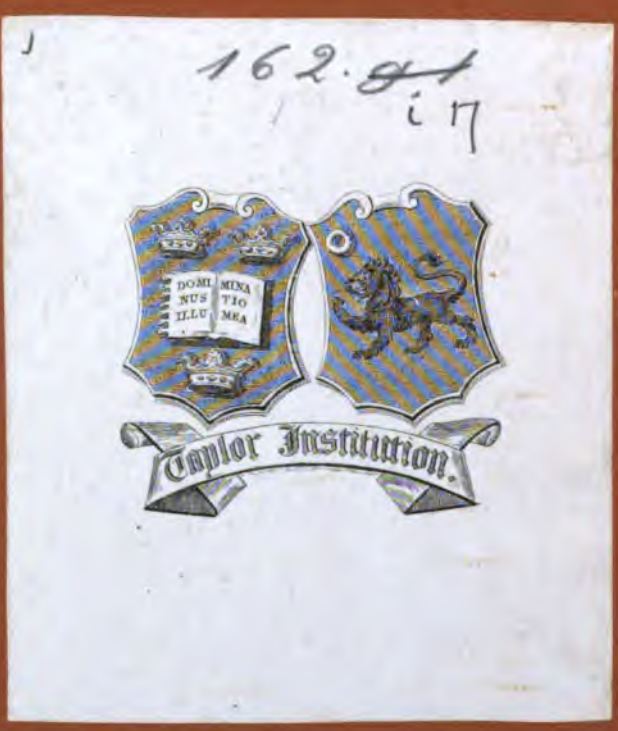 162.
i 17
DOMI
NUS
ILLU
MINA
TIO
MEA
Taylor Institution.